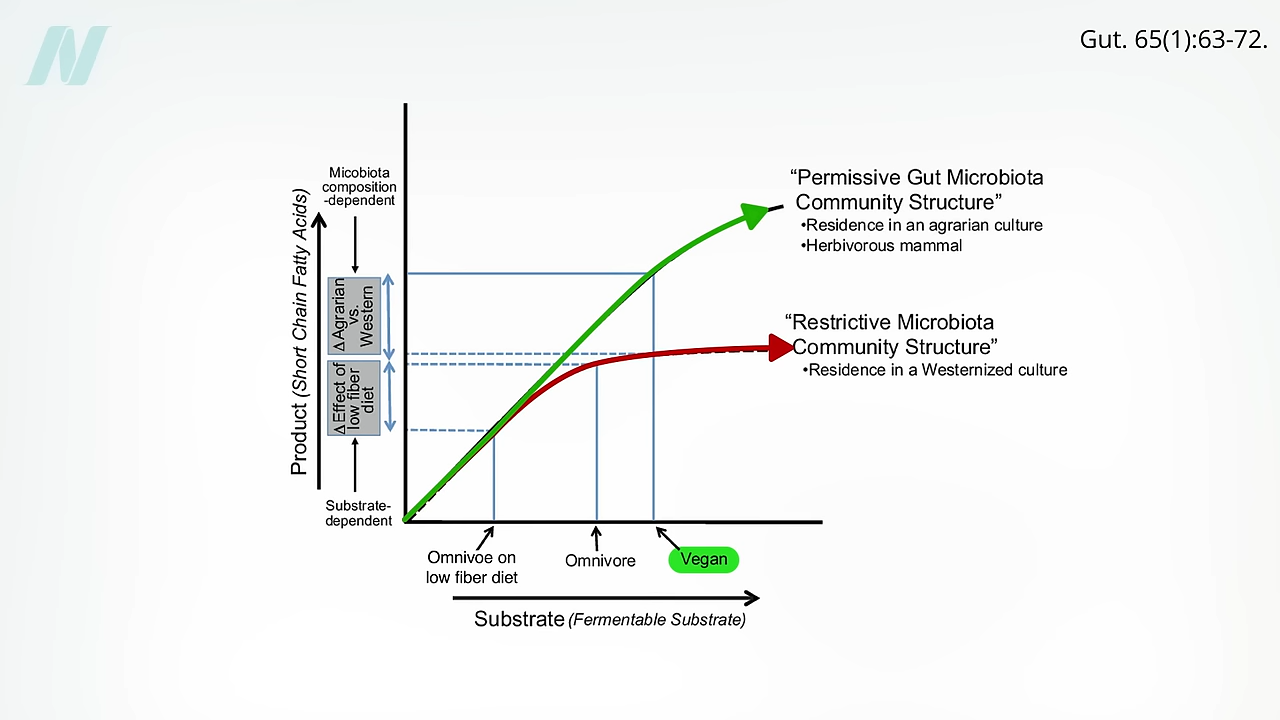 Gut. 65(1):63-72.
Micobiota
composition
-dependent
Product (Short Chain Fatty Acids)
ΔAgrarian
vs.
Western
ΔEffect of
low fiber
diet
Substrate-
dependent
“Permissive Gut Microbiota
Community Structure”
•Residence in an agrarian culture
•Herbivorous mammal
“Restrictive Microbiota
Community Structure”
•Residence in a Westernized culture
Omnivoe on
low fiber diet
Omnivore
Vegan
Substrate (Fermentable Substrate)